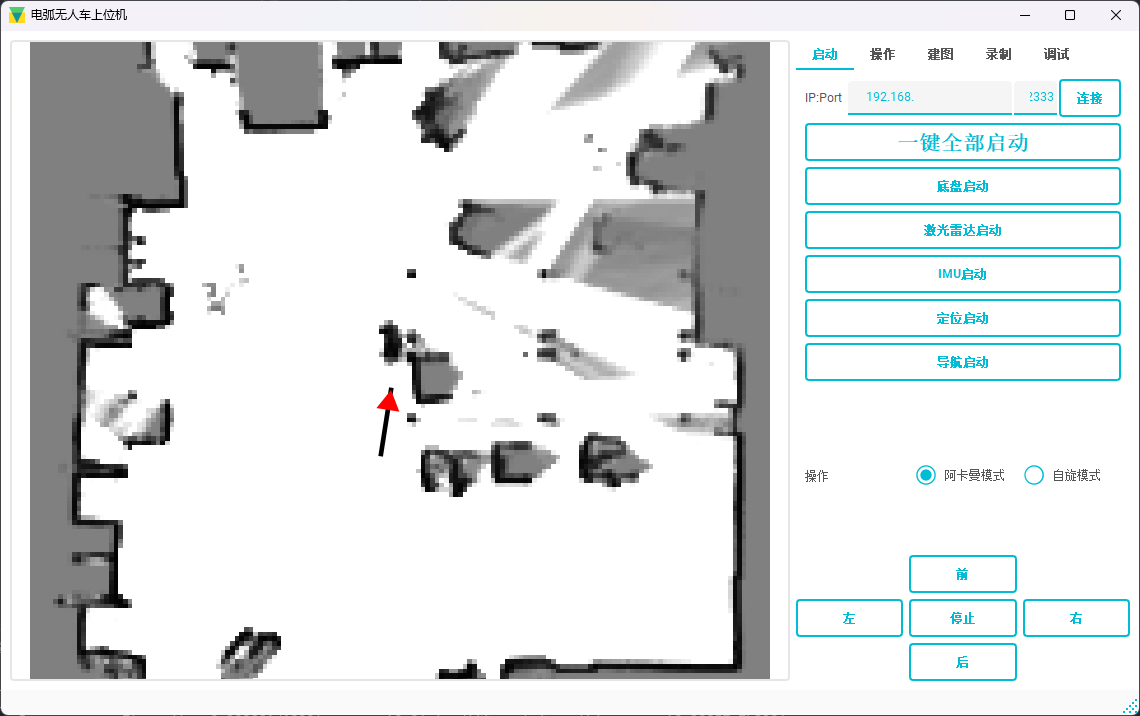 电弧无人车上位机
启动 操作 建图 录制 调试
IP:Port 192.168. 2333 连接
一键全部启动
底盘启动
激光雷达启动
IMU启动
定位启动
导航启动
操作 阿卡曼模式 自旋模式
前
左 停止 右
后